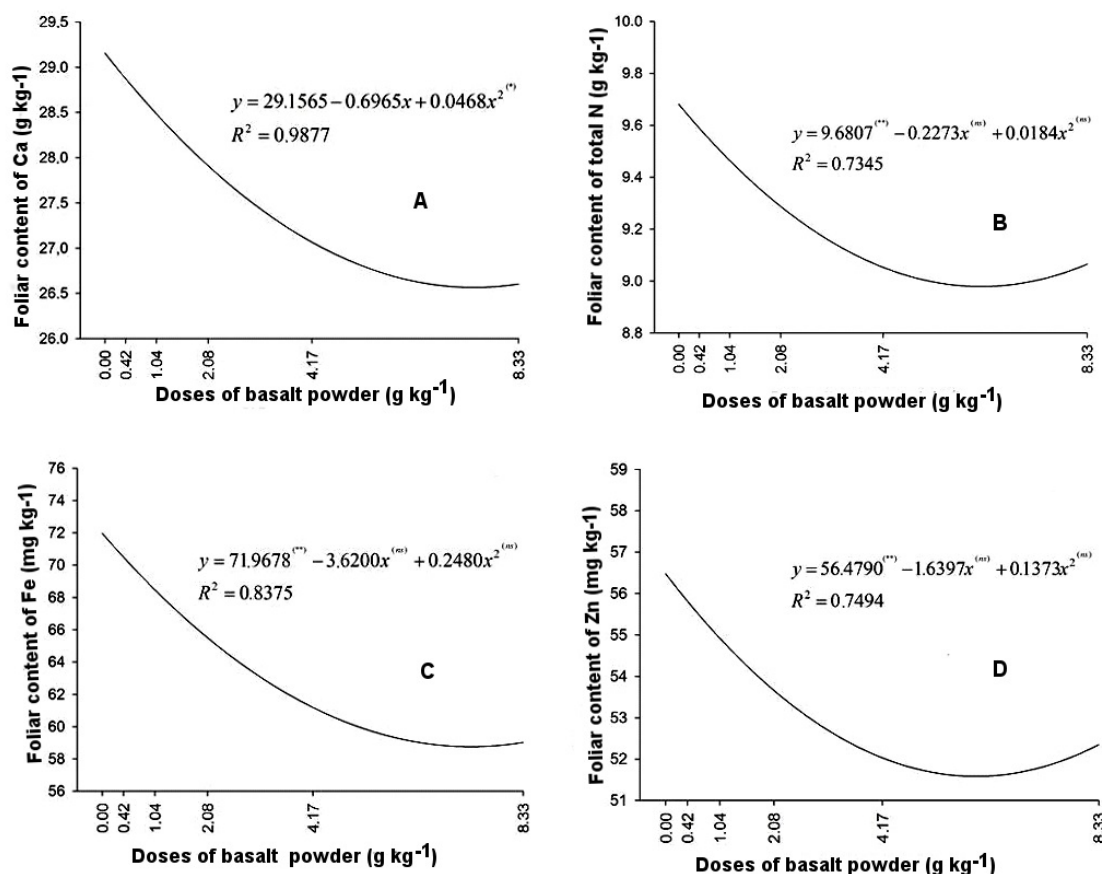 Foliar content of Ca (g kg-1)
29.5
29.0
28.5
28.0
27.5
27.0
26.5
26.0
y = 29.1565 − 0.6965x + 0.0468x² (*)
R² = 0.9877
A
0.00 0.42 1.04 2.08 4.17 8.33
Doses of basalt powder (g kg⁻¹)
Foliar content of total N (g kg-1)
10.0
9.8
9.6
9.4
9.2
9.0
8.8
y = 9.6807(**) − 0.2273x(ns) + 0.0184x²(ns)
R² = 0.7345
B
0.00 0.42 1.04 2.08 4.17 8.33
Doses of basalt powder (g kg⁻¹)
Foliar content of Fe (mg kg-1)
76
74
72
70
68
66
64
62
60
58
56
y = 71.9678(**) − 3.6200x(ns) + 0.2480x²(ns)
R² = 0.8375
C
0.00 0.42 1.04 2.08 4.17 8.33
Doses of basalt powder (g kg⁻¹)
Foliar content of Zn (mg kg-1)
59
58
57
56
55
54
53
52
51
y = 56.4790(**) − 1.6397x(ns) + 0.1373x²(ns)
R² = 0.7494
D
0.00 0.42 1.04 2.08 4.17 8.33
Doses of basalt powder (g kg⁻¹)